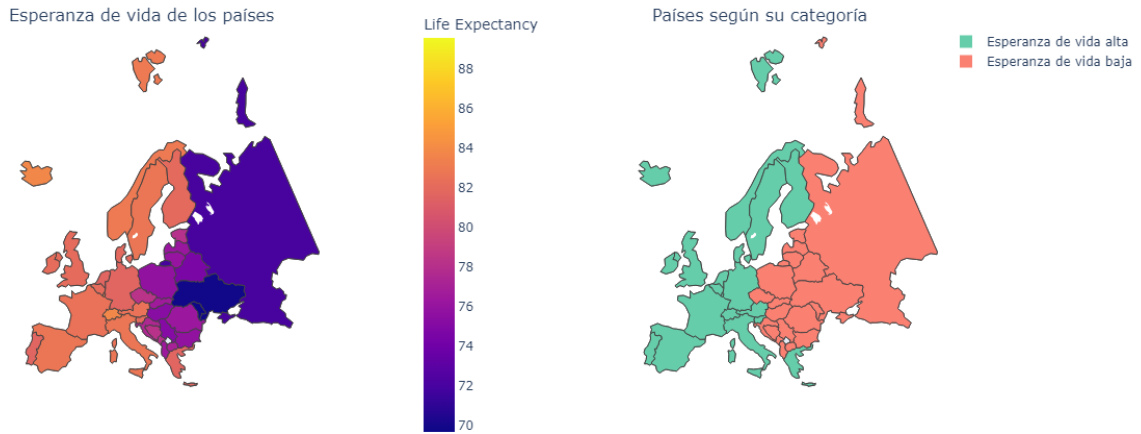 Esperanza de vida de los países
Life Expectancy
88
86
84
82
80
78
76
74
72
70
Países según su categoría
Esperanza de vida alta
Esperanza de vida baja